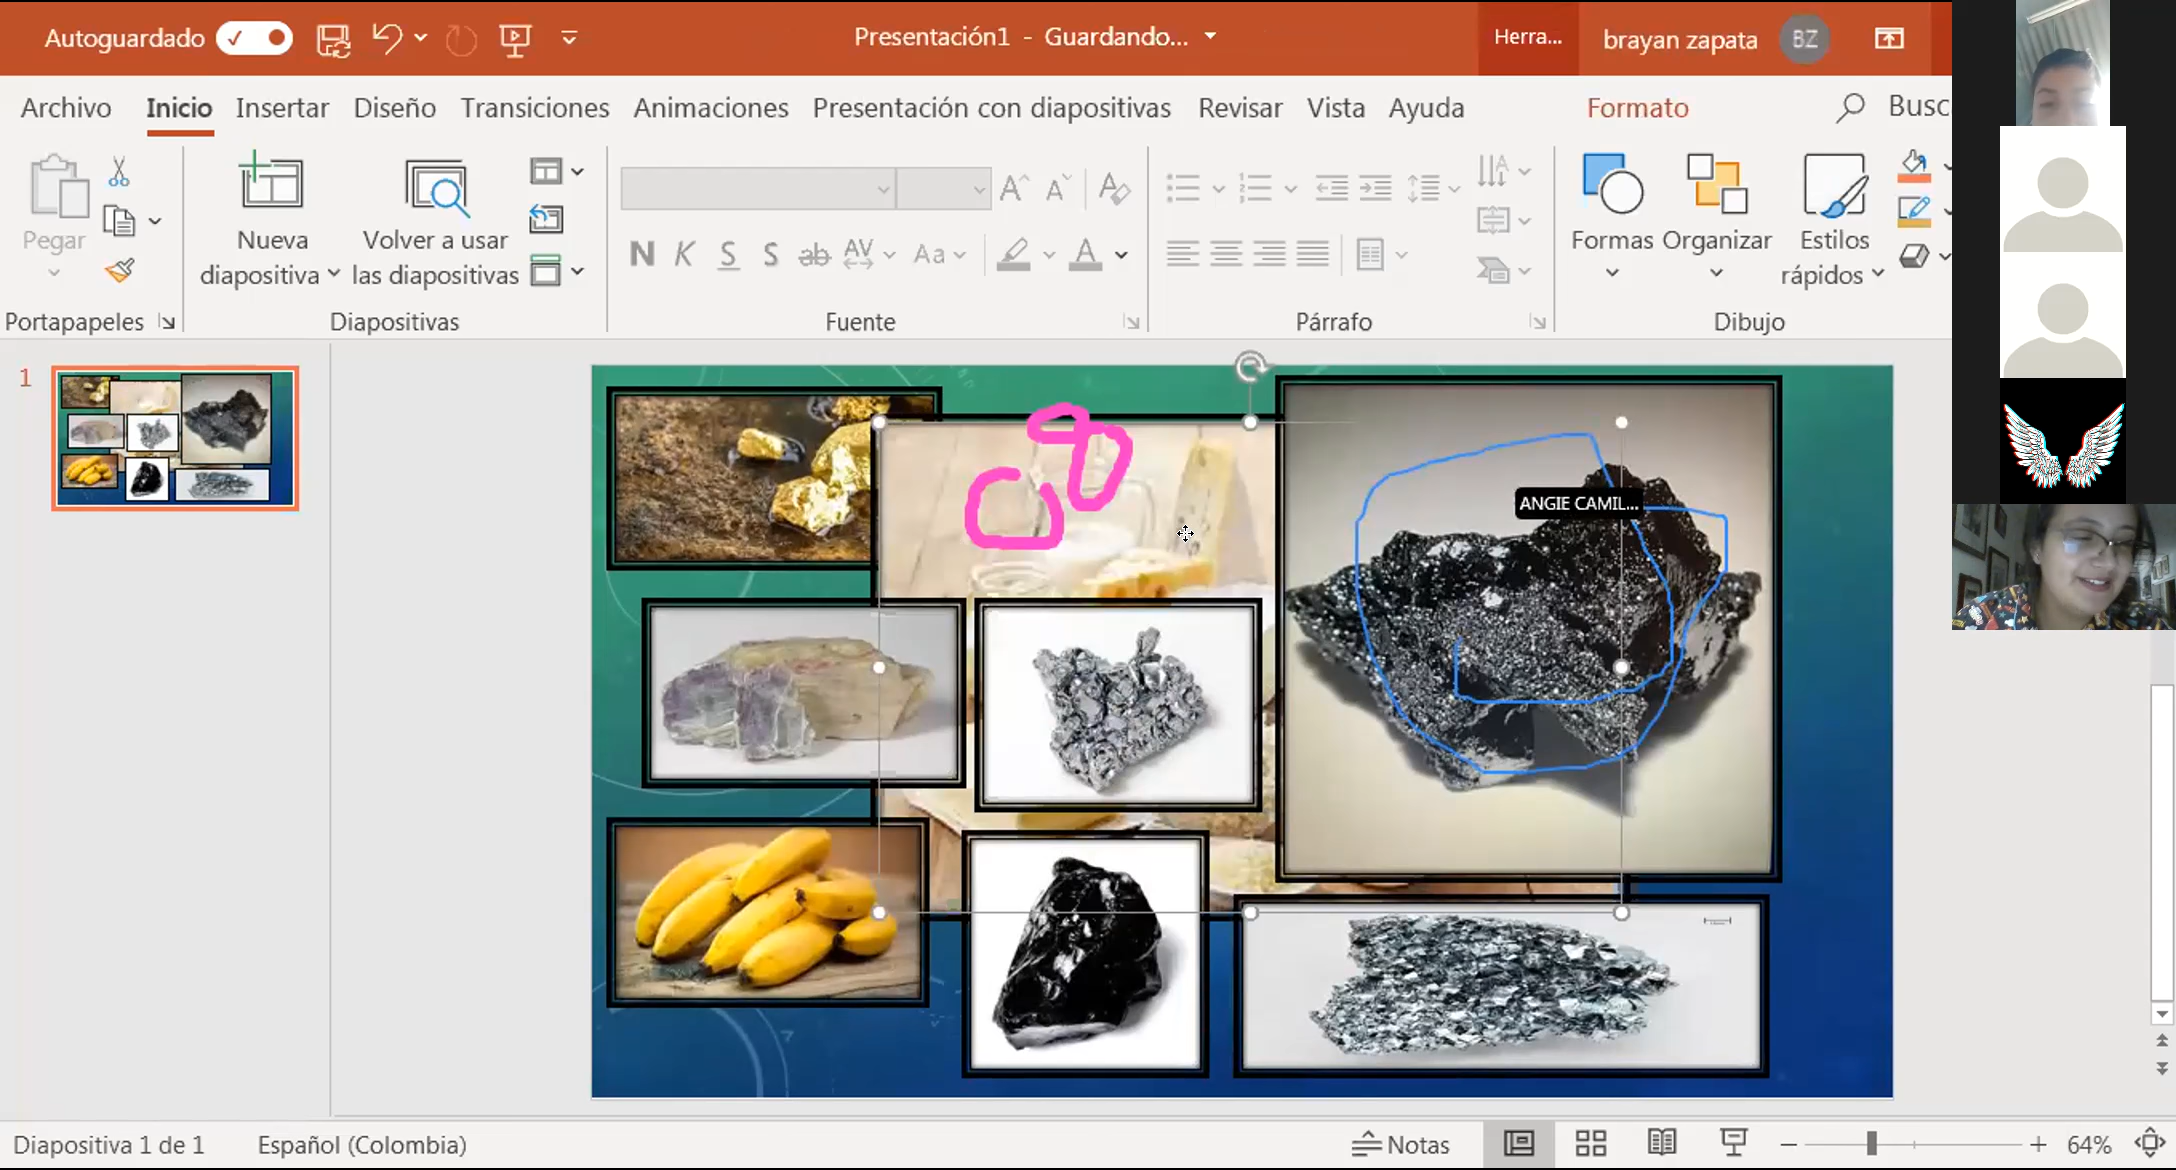 Autoguardado
Presentación1 - Guardando...
Herra...
brayan zapata
BZ
Archivo Inicio Insertar Diseño Transiciones Animaciones Presentación con diapositivas Revisar Vista Ayuda Formato Busc
Pegar
Nueva
diapositiva
Volver a usar
las diapositivas
N K S S ab AV Aa A
Formas Organizar Estilos
rápidos
Portapapeles Diapositivas Fuente Párrafo Dibujo
1
ANGIE CAMIL...
Diapositiva 1 de 1 Español (Colombia) Notas 64%